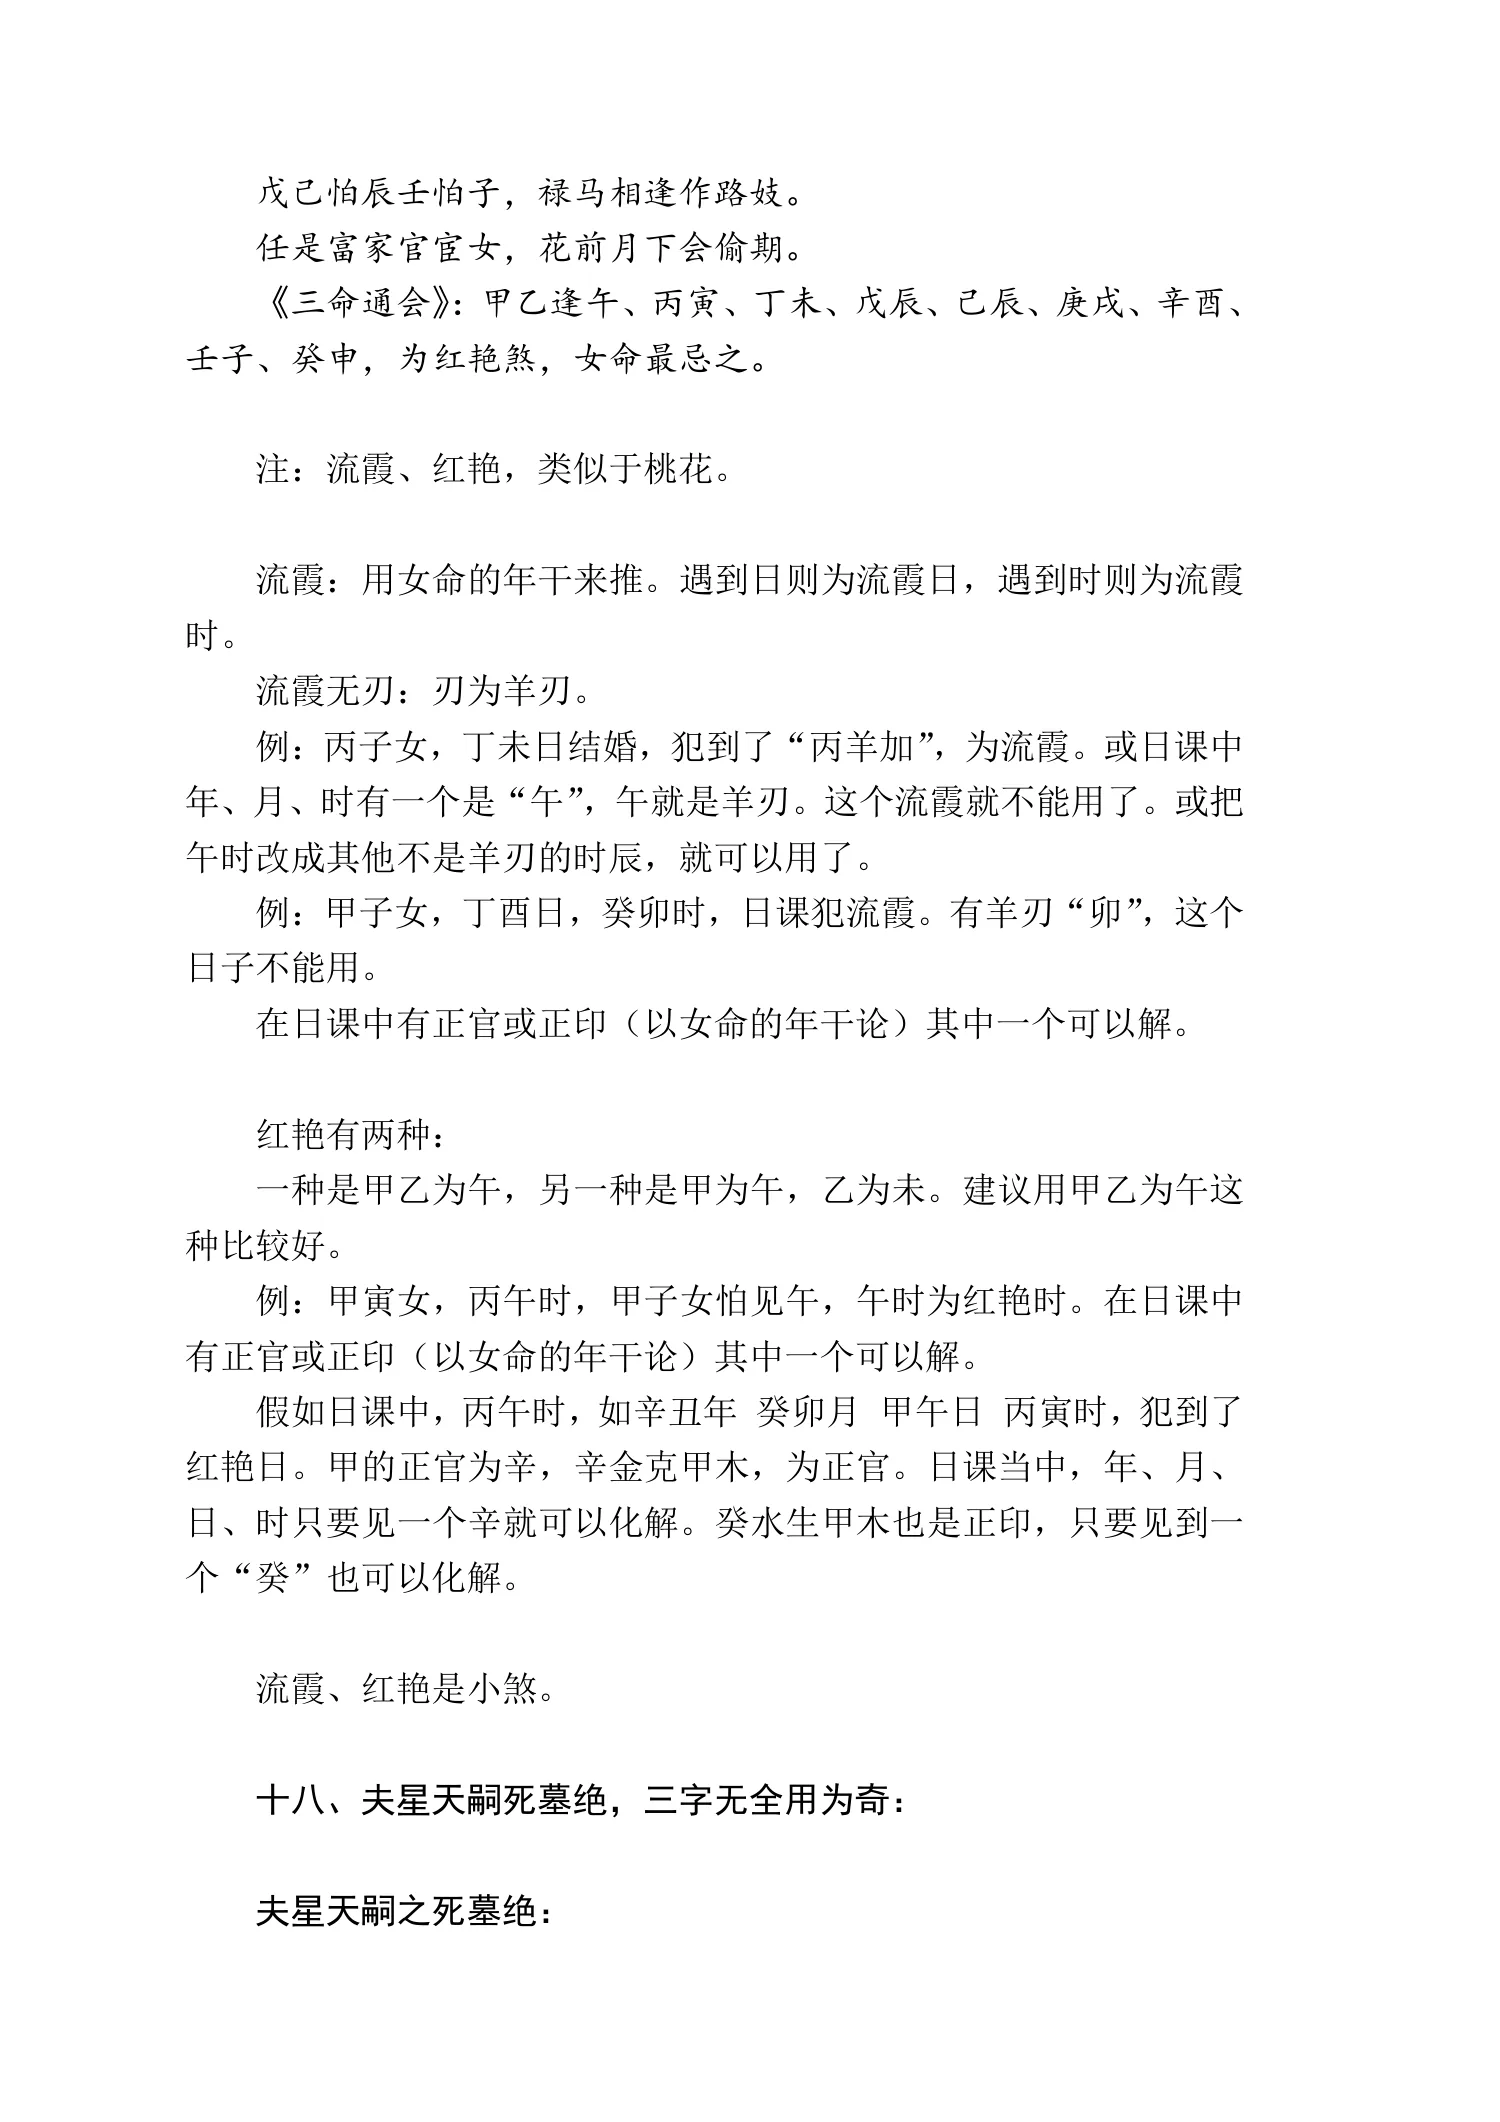 戊己怕辰壬怕子，禄马相逢作路妓。
任是富家官宦女，花前月下会偷期。
《三命通会》：甲乙逢午、丙寅、丁未、戊辰、己辰、庚戌、辛酉、
壬子、癸申，为红艳煞，女命最忌之。
注：流霞、红艳，类似于桃花。
流霞：用女命的年干来推。遇到日则为流霞日，遇到时则为流霞
时。
流霞无刃：刃为羊刃。
例：丙子女，丁未日结婚，犯到了“丙羊加”，为流霞。或日课中
年、月、时有一个是“午”，午就是羊刃。这个流霞就不能用了。或把
午时改成其他不是羊刃的时辰，就可以用了。
例：甲子女，丁酉日，癸卯时，日课犯流霞。有羊刃“卯”，这个
日子不能用。
在日课中有正官或正印（以女命的年干论）其中一个可以解。
红艳有两种：
一种是甲乙为午，另一种是甲为午，乙为未。建议用甲乙为午这
种比较好。
例：甲寅女，丙午时，甲子女怕见午，午时为红艳时。在日课中
有正官或正印（以女命的年干论）其中一个可以解。
假如日课中，丙午时，如辛丑年 癸卯月 甲午日 丙寅时，犯到了
红艳日。甲的正官为辛，辛金克甲木，为正官。日课当中，年、月、
日、时只要见一个辛就可以化解。癸水生甲木也是正印，只要见到一
个“癸”也可以化解。
流霞、红艳是小煞。
十八、夫星天嗣死墓绝，三字无全用为奇：
夫星天嗣之死墓绝：